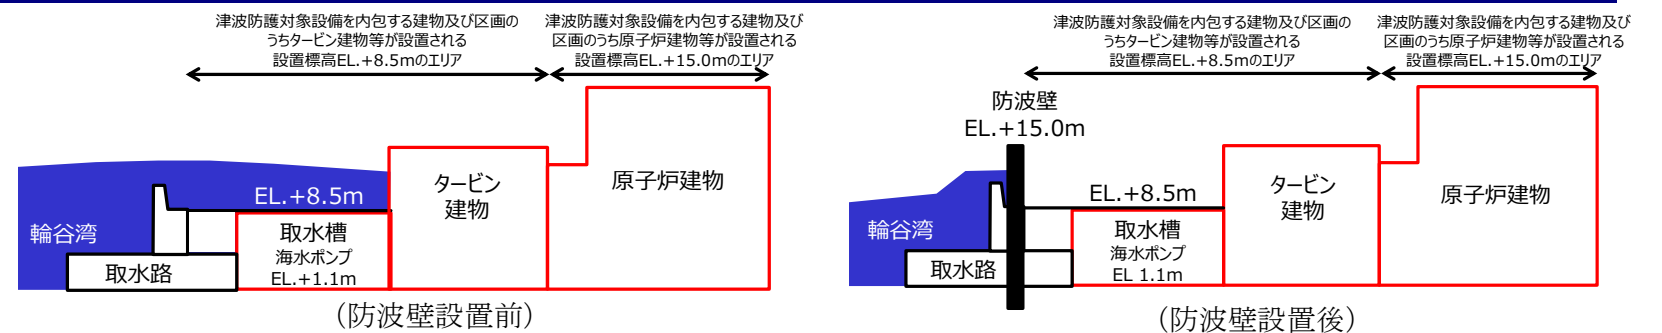 津波防護対象設備を内包する建物及び区画の
うちタービン建物等が設置される
設置標高EL.+8.5mのエリア
津波防護対象設備を内包する建物及び
区画のうち原子炉建物等が設置される
設置標高EL.+15.0mのエリア
EL.+8.5m
タービン
建物
原子炉建物
輪谷湾
取水槽
海水ポンプ
EL.+1.1m
取水路
（防波壁設置前）
津波防護対象設備を内包する建物及び区画の
うちタービン建物等が設置される
設置標高EL.+8.5mのエリア
津波防護対象設備を内包する建物及び
区画のうち原子炉建物等が設置される
設置標高EL.+15.0mのエリア
防波壁
EL.+15.0m
EL.+8.5m
タービン
建物
原子炉建物
輪谷湾
取水槽
海水ポンプ
EL 1.1m
取水路
（防波壁設置後）